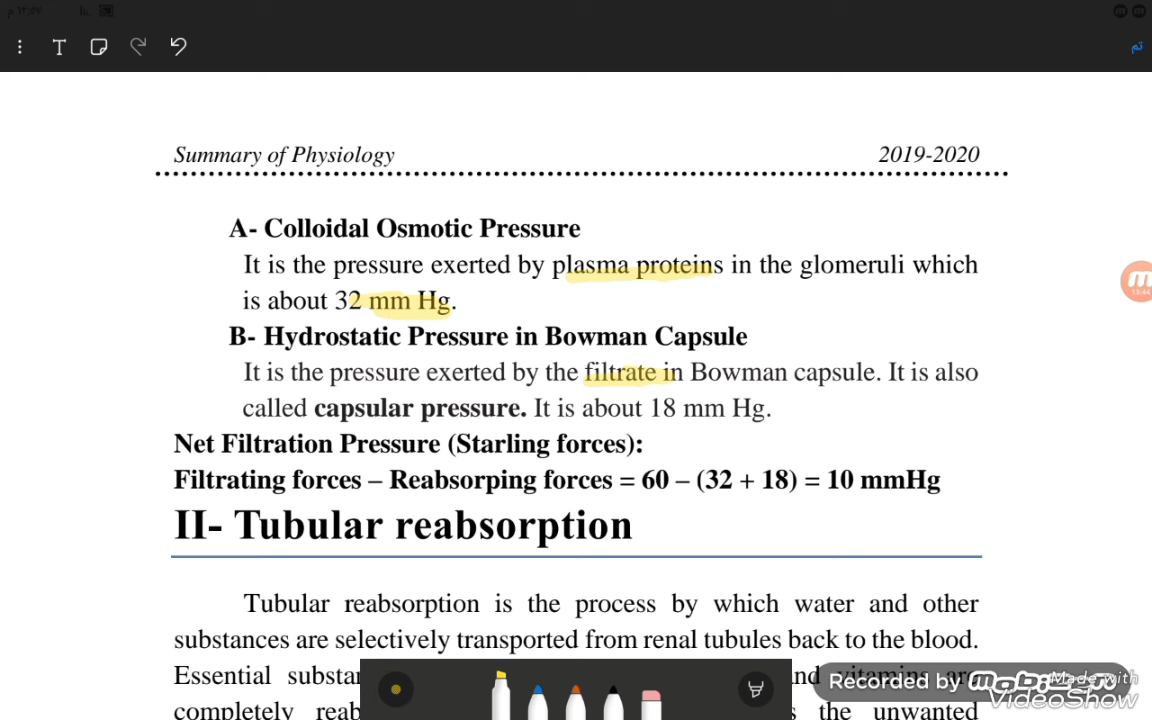 Summary of Physiology 2019-2020
A- Colloidal Osmotic Pressure
It is the pressure exerted by plasma proteins in the glomeruli which
is about 32 mm Hg.
B- Hydrostatic Pressure in Bowman Capsule
It is the pressure exerted by the filtrate in Bowman capsule. It is also
called capsular pressure. It is about 18 mm Hg.
Net Filtration Pressure (Starling forces):
Filtrating forces – Reabsorping forces = 60 – (32 + 18) = 10 mmHg
II- Tubular reabsorption
Tubular reabsorption is the process by which water and other
substances are selectively transported from renal tubules back to the blood.
Essential
completely the unwanted
تم
T
13:44
Recorded by
Made with
VideoShow